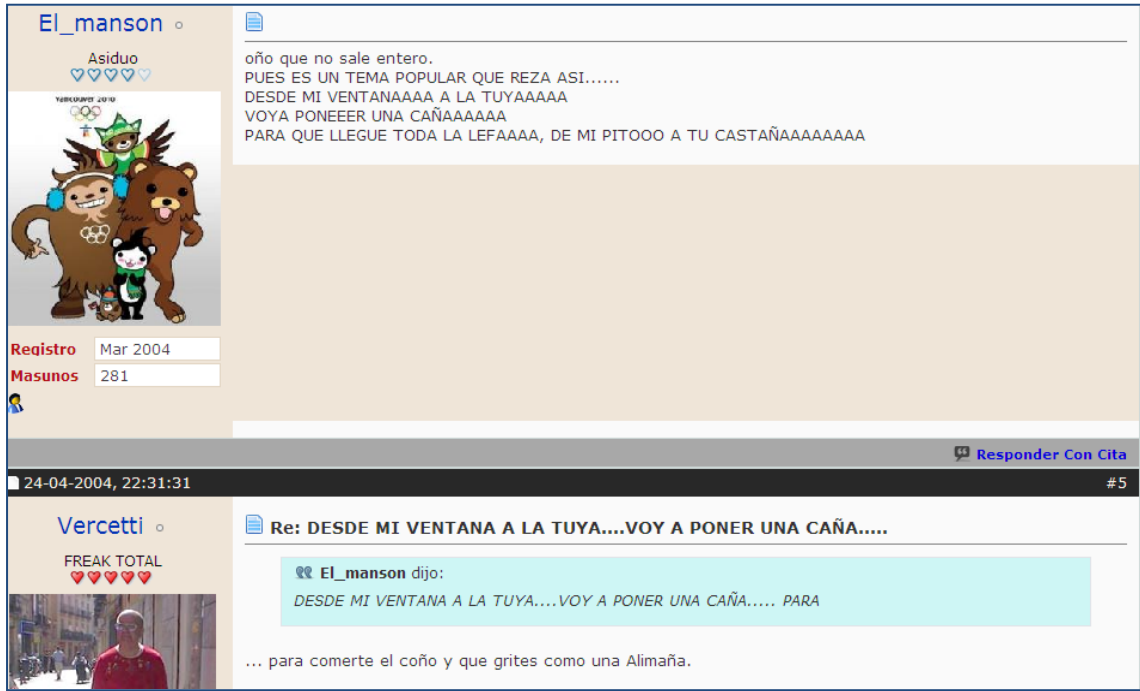 El_manson
Asiduo
vancouver 2010
Registro Mar 2004
Masunos 281
oño que no sale entero.
PUES ES UN TEMA POPULAR QUE REZA ASI......
DESDE MI VENTANAAAA A LA TUYAAAAA
VOYA PONEEER UNA CAÑAAAAAA
PARA QUE LLEGUE TODA LA LEFAAAA, DE MI PITOOO A TU CASTAÑAAAAAAAA
Responder Con Cita
24-04-2004, 22:31:31 #5
Vercetti
FREAK TOTAL
Re: DESDE MI VENTANA A LA TUYA....VOY A PONER UNA CAÑA.....
El_manson dijo:
DESDE MI VENTANA A LA TUYA....VOY A PONER UNA CAÑA..... PARA
... para comerte el coño y que grites como una Alimaña.